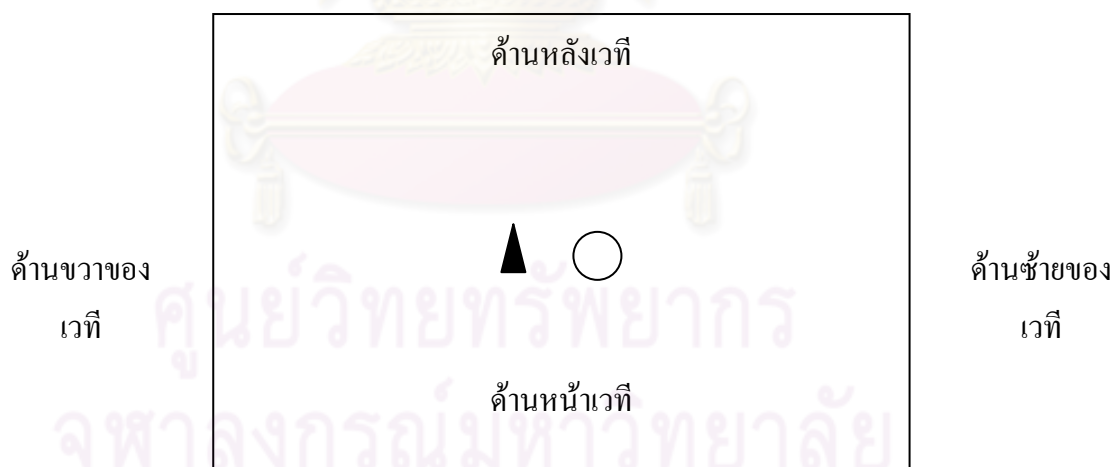 ด้านหลังเวที
ด้านขวาของ
เวที
ด้านซ้ายของ
เวที
ด้านหน้าเวที
ศูนย์วิทยทรัพยากร
จุฬาลงกรณ์มหาวิทยาลัย